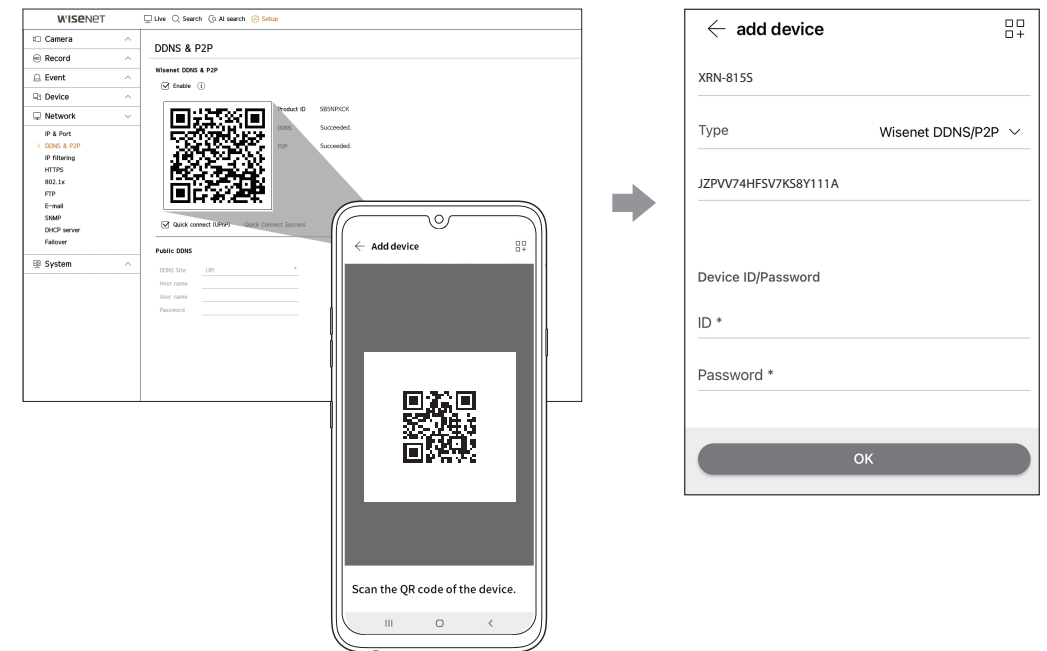 WISENET
Live Search AI search Setup
Camera
Record
Event
Device
Network
IP & Port
DDNS & P2P
IP filtering
HTTPS
802.1x
FTP
E-mail
SNMP
DHCP server
Failover
System
DDNS & P2P
Wisenet DDNS & P2P
Enable
Product ID SB5NPXCK
DDNS Succeeded.
P2P Succeeded.
Quick connect (UPnP) Quick Connect Success
Public DDNS
DDNS Site Off
Host name
User name
Password
Add device
Scan the QR code of the device.
add device
XRN-815S
Type Wisenet DDNS/P2P
JZPVV74HFSV7KS8Y111A
Device ID/Password
ID *
Password *
OK